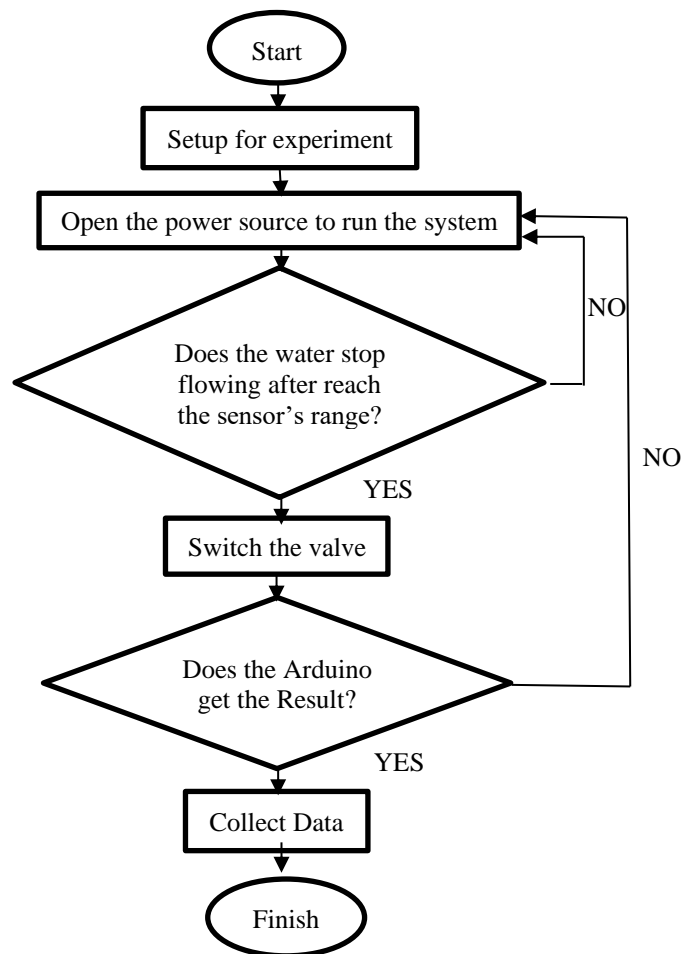 Start
Setup for experiment
Open the power source to run the system
Does the water stop
flowing after reach
the sensor’s range?
NO
YES
NO
Switch the valve
Does the Arduino
get the Result?
YES
Collect Data
Finish